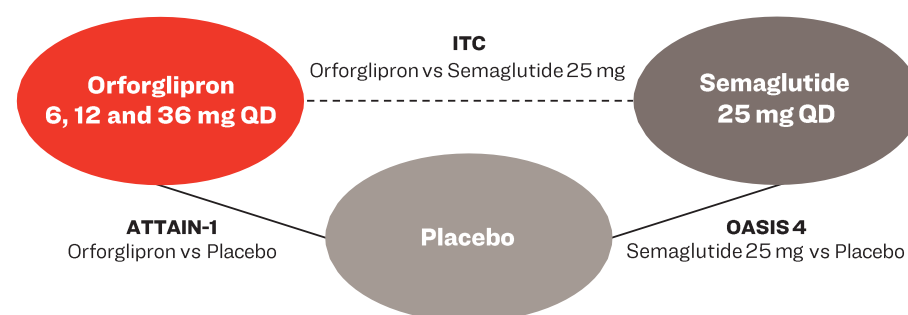 ITC
Orforglipron vs Semaglutide 25 mg
Orforglipron
6, 12 and 36 mg QD
Semaglutide
25 mg QD
Placebo
ATTAIN-1
Orforglipron vs Placebo
OASIS 4
Semaglutide 25 mg vs Placebo